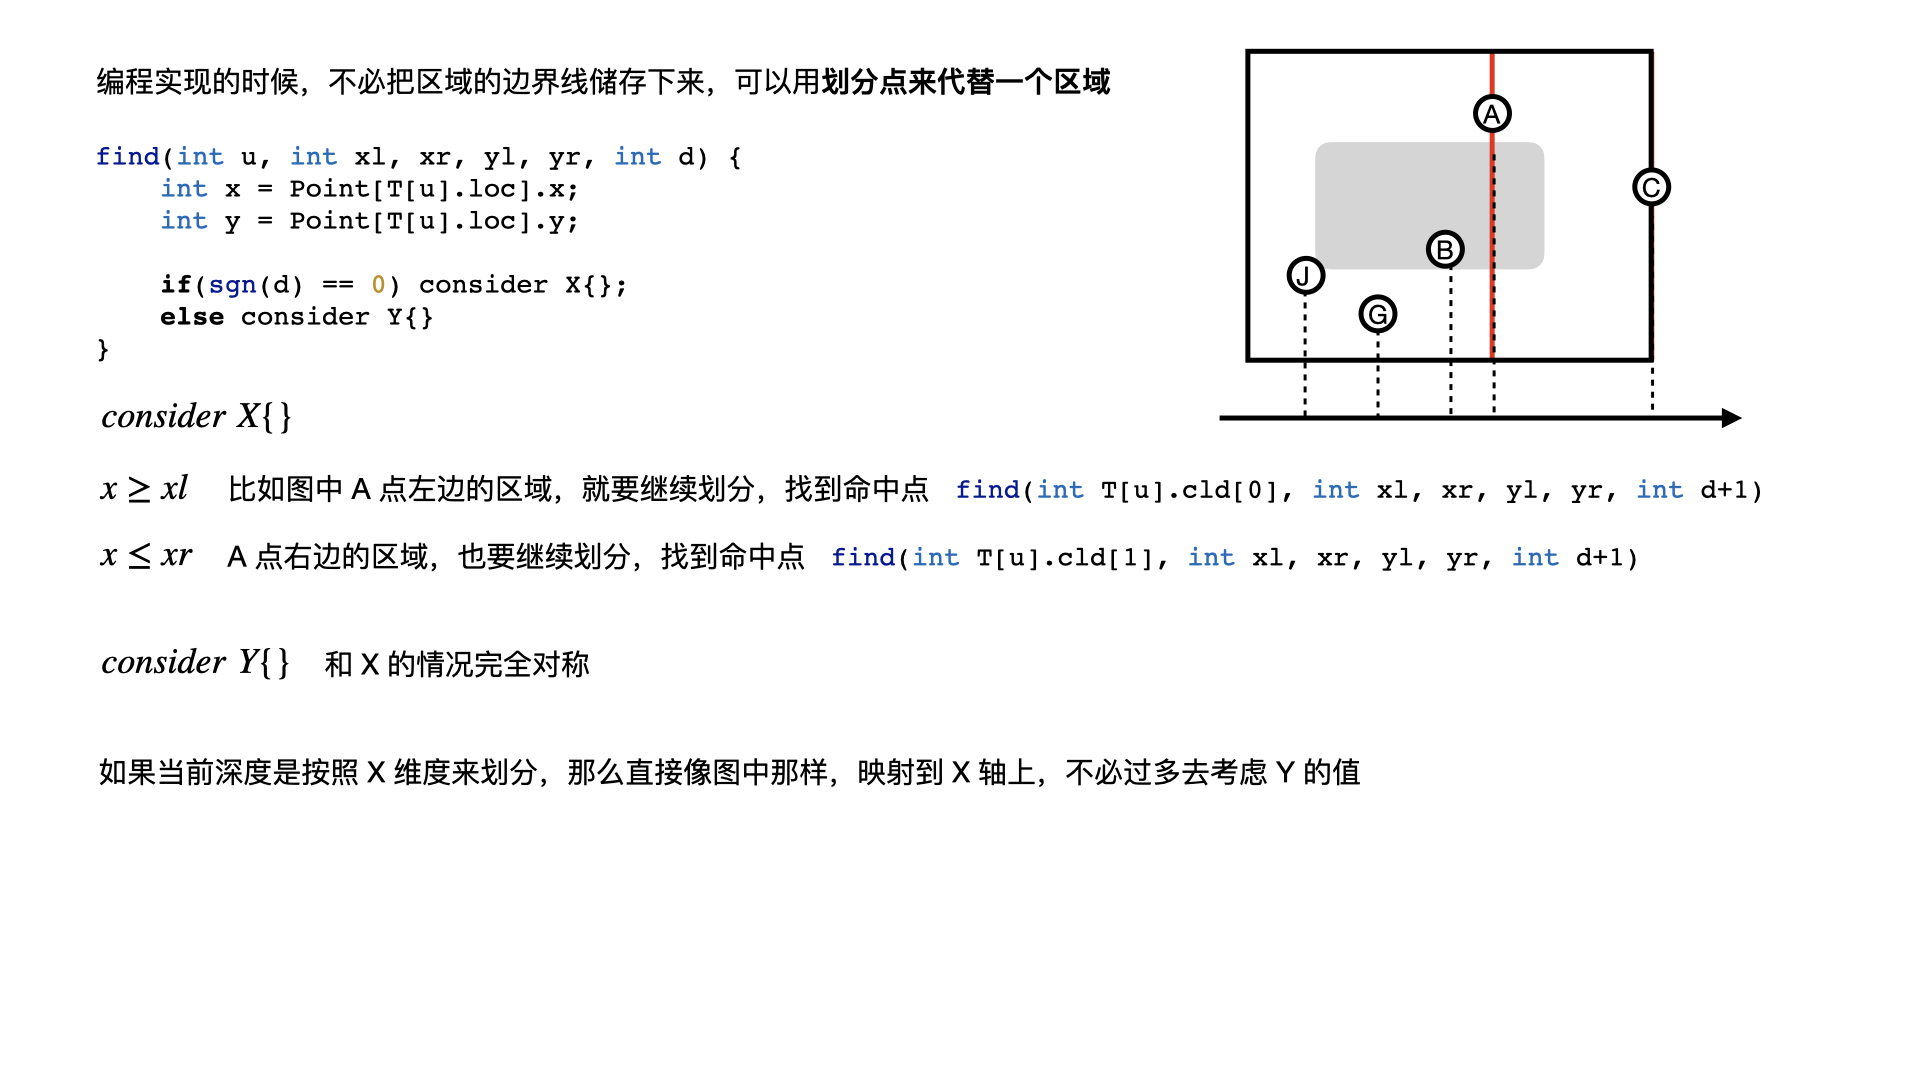 编程实现的时候，不必把区域的边界线储存下来，可以用划分点来代替一个区域
find(int u, int xl, xr, yl, yr, int d) {
    int x = Point[T[u].loc].x;
    int y = Point[T[u].loc].y;
    if(sgn(d) == 0) consider X{};
    else consider Y{}
}
A
C
B
J
G
consider X{}
x ≥ xl 比如图中 A 点左边的区域，就要继续划分，找到命中点 find(int T[u].cld[0], int xl, xr, yl, yr, int d+1)
x ≤ xr A 点右边的区域，也要继续划分，找到命中点 find(int T[u].cld[1], int xl, xr, yl, yr, int d+1)
consider Y{} 和 X 的情况完全对称
如果当前深度是按照 X 维度来划分，那么直接像图中那样，映射到 X 轴上，不必过多去考虑 Y 的值